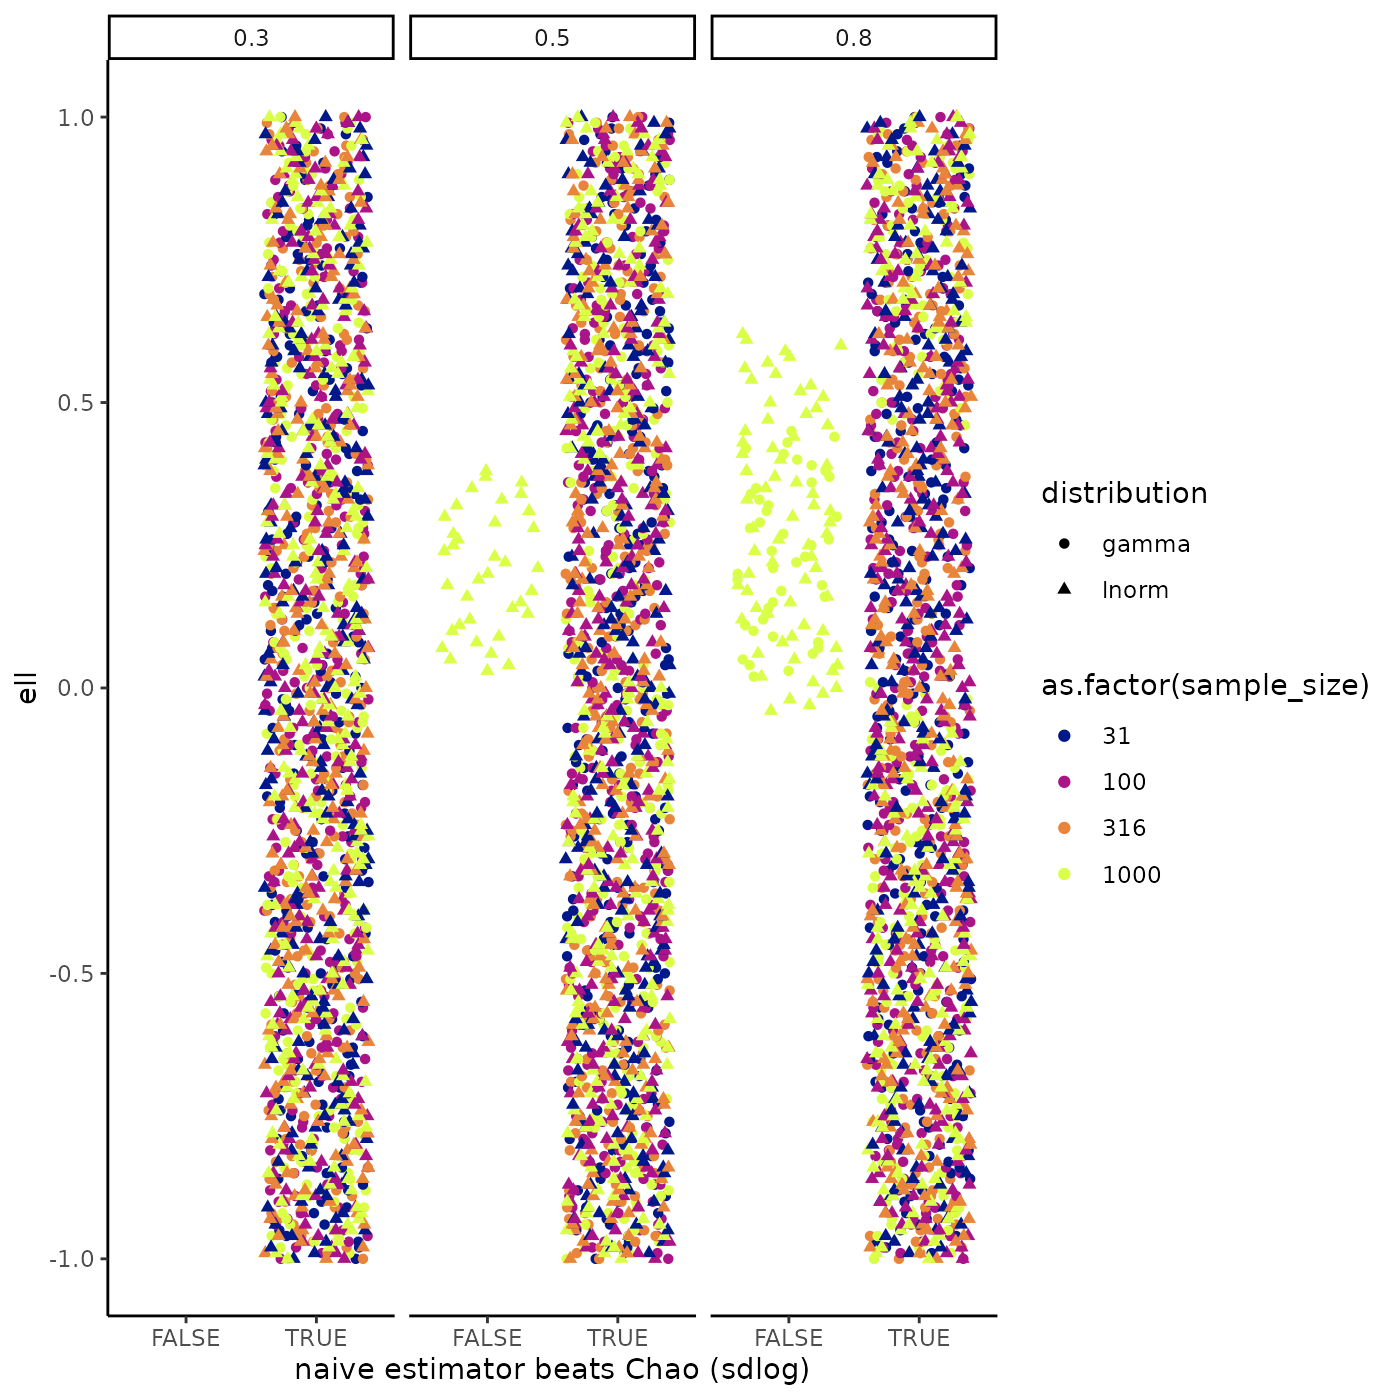 0.3 0.5 0.8
1.0
0.5
0.0
-0.5
-1.0
ell
FALSE TRUE FALSE TRUE FALSE TRUE
naive estimator beats Chao (sdlog)
distribution
gamma
lnorm
as.factor(sample_size)
31
100
316
1000